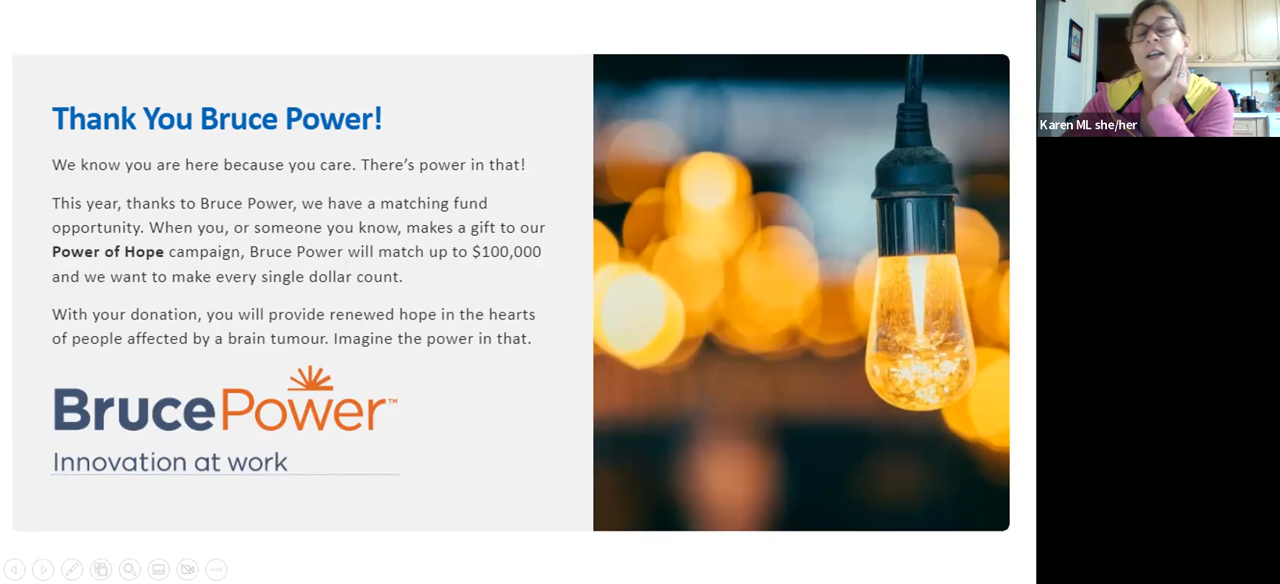 Thank You Bruce Power!
We know you are here because you care. There’s power in that!
This year, thanks to Bruce Power, we have a matching fund
opportunity. When you, or someone you know, makes a gift to our
Power of Hope campaign, Bruce Power will match up to $100,000
and we want to make every single dollar count.
With your donation, you will provide renewed hope in the hearts
of people affected by a brain tumour. Imagine the power in that.
BrucePower™
Innovation at work
Karen ML she/her